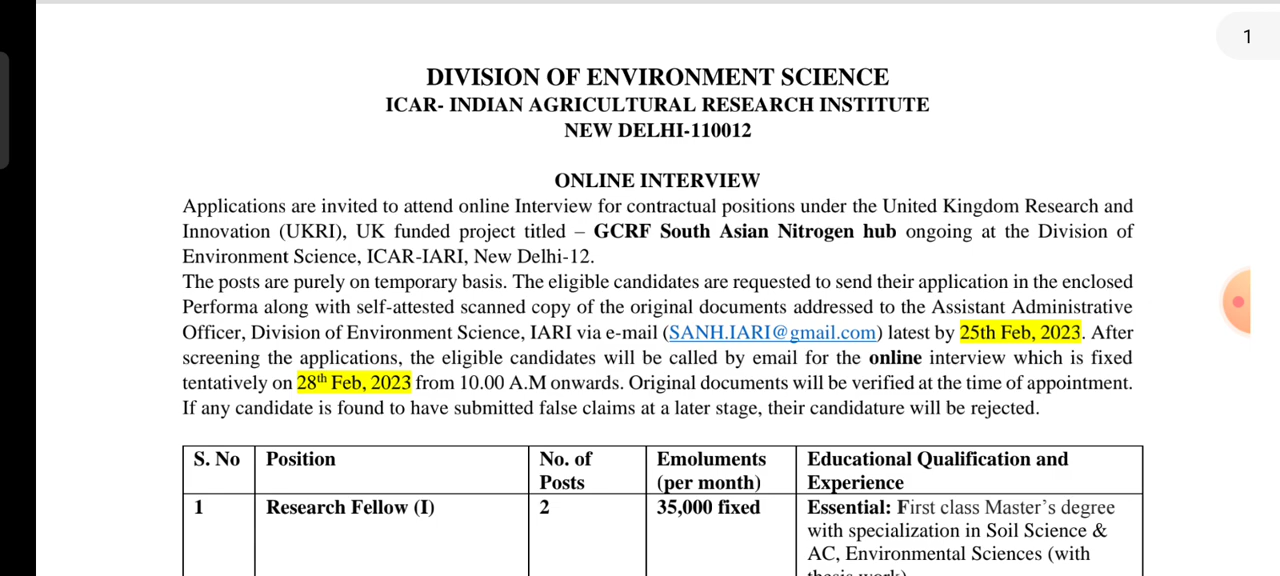 1
DIVISION OF ENVIRONMENT SCIENCE
ICAR- INDIAN AGRICULTURAL RESEARCH INSTITUTE
NEW DELHI-110012
ONLINE INTERVIEW
Applications are invited to attend online Interview for contractual positions under the United Kingdom Research and
Innovation (UKRI), UK funded project titled – GCRF South Asian Nitrogen hub ongoing at the Division of
Environment Science, ICAR-IARI, New Delhi-12.
The posts are purely on temporary basis. The eligible candidates are requested to send their application in the enclosed
Performa along with self-attested scanned copy of the original documents addressed to the Assistant Administrative
Officer, Division of Environment Science, IARI via e-mail (SANH.IARI@gmail.com) latest by 25th Feb, 2023. After
screening the applications, the eligible candidates will be called by email for the online interview which is fixed
tentatively on 28th Feb, 2023 from 10.00 A.M onwards. Original documents will be verified at the time of appointment.
If any candidate is found to have submitted false claims at a later stage, their candidature will be rejected.
S. No Position No. of Posts Emoluments (per month) Educational Qualification and Experience
1 Research Fellow (I) 2 35,000 fixed Essential: First class Master's degree
with specialization in Soil Science &
AC, Environmental Sciences (with
thesis work)